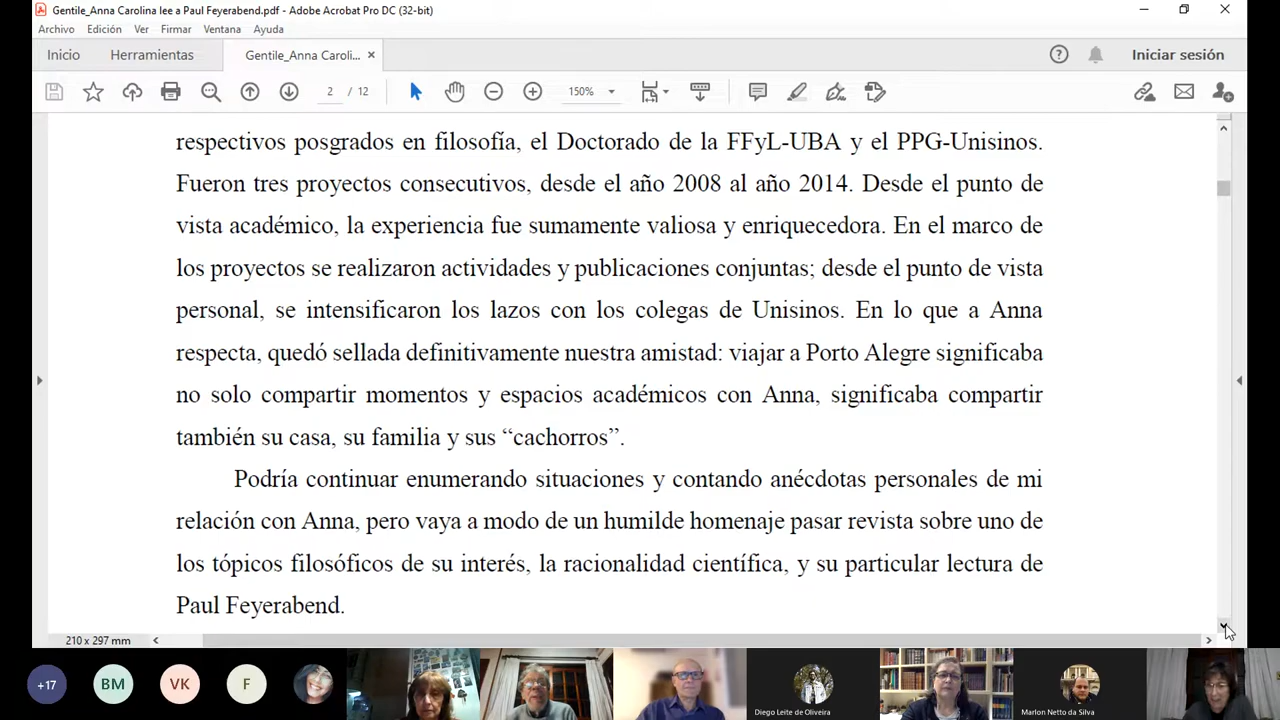 Gentile_Anna Carolina lee a Paul Feyerabend.pdf - Adobe Acrobat Pro DC (32-bit)
Archivo Edición Ver Firmar Ventana Ayuda
Inicio Herramientas Gentile_Anna Caroli... × Iniciar sesión
2 / 12 150%
respectivos posgrados en filosofía, el Doctorado de la FFyL-UBA y el PPG-Unisinos.
Fueron tres proyectos consecutivos, desde el año 2008 al año 2014. Desde el punto de
vista académico, la experiencia fue sumamente valiosa y enriquecedora. En el marco de
los proyectos se realizaron actividades y publicaciones conjuntas; desde el punto de vista
personal, se intensificaron los lazos con los colegas de Unisinos. En lo que a Anna
respecta, quedó sellada definitivamente nuestra amistad: viajar a Porto Alegre significaba
no solo compartir momentos y espacios académicos con Anna, significaba compartir
también su casa, su familia y sus “cachorros”.
Podría continuar enumerando situaciones y contando anécdotas personales de mi
relación con Anna, pero vaya a modo de un humilde homenaje pasar revista sobre uno de
los tópicos filosóficos de su interés, la racionalidad científica, y su particular lectura de
Paul Feyerabend.
210 x 297 mm
+17 BM VK F
Diego Leite de Oliveira
Marlon Netto da Silva